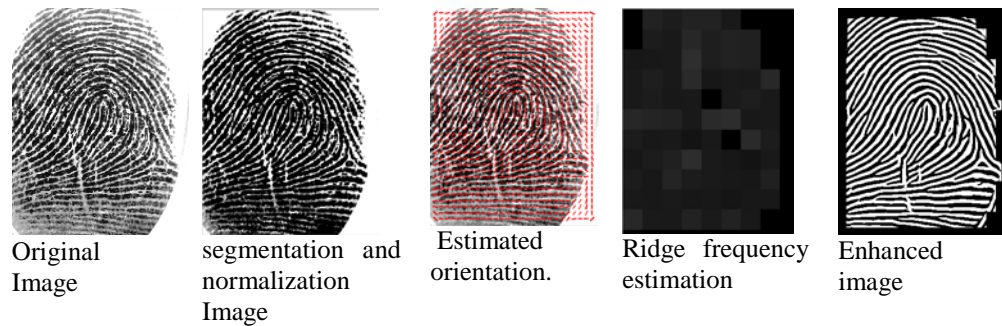 Original
Image
segmentation and
normalization
Image
Estimated
orientation.
Ridge frequency
estimation
Enhanced
image